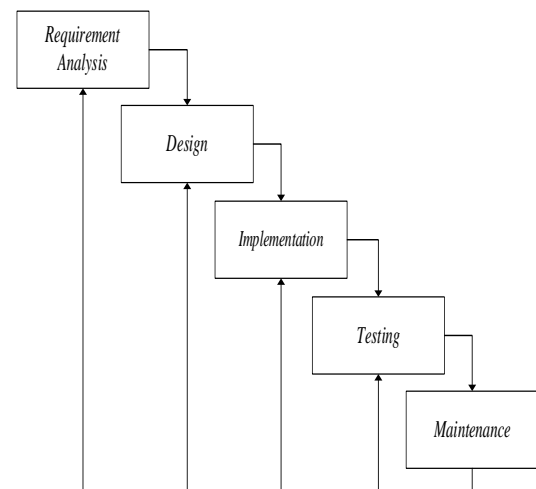 Requirement
Analysis
Design
Implementation
Testing
Maintenance